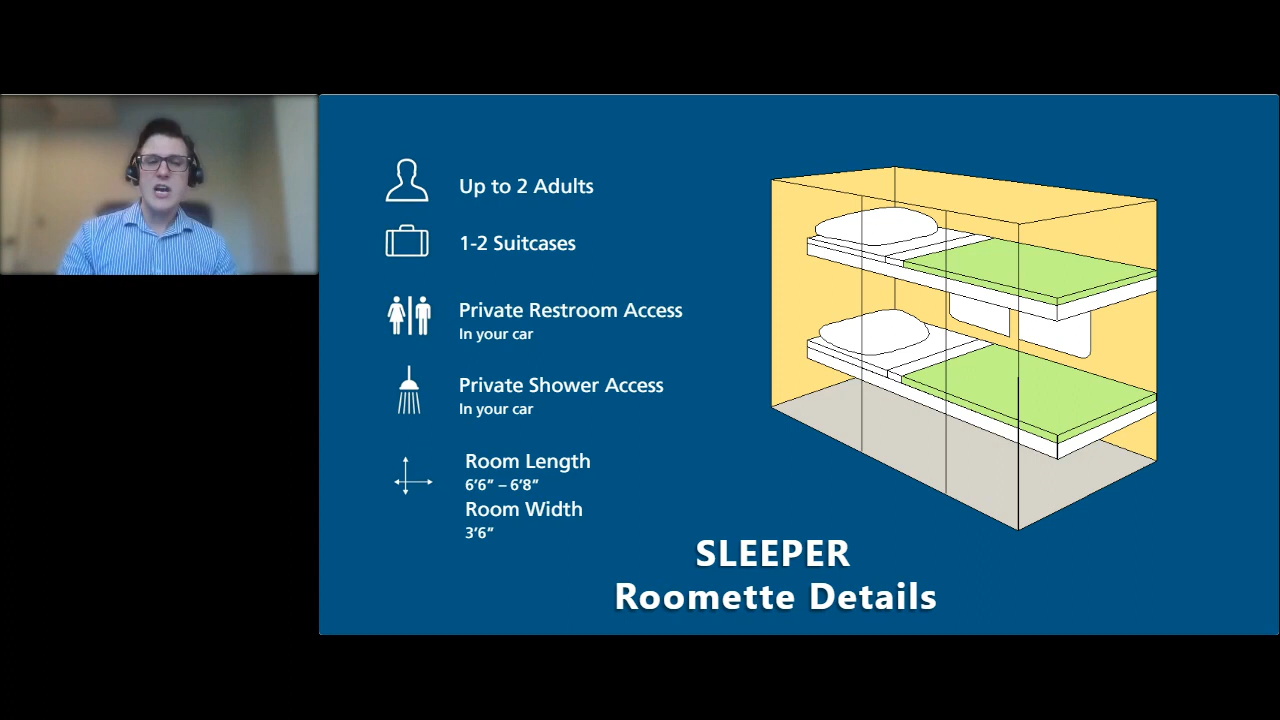 Up to 2 Adults
1-2 Suitcases
Private Restroom Access
In your car
Private Shower Access
In your car
Room Length
6’6” – 6’8”
Room Width
3’6”
SLEEPER
Roomette Details